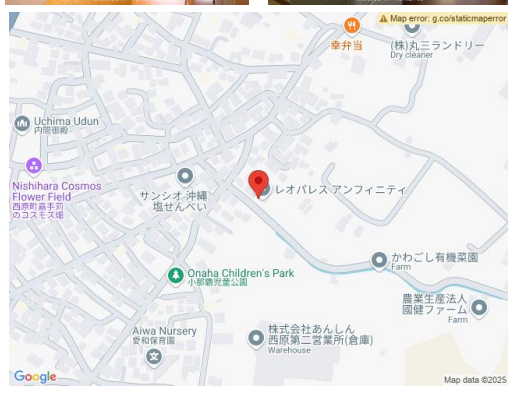 Map error: g.co/staticmaperror
幸弁当
(株)丸三ランドリー
Dry cleaner
Uchima Udun
内間御殿
Nishihara Cosmos
Flower Field
西原町嘉手苅
のコスモス畑
サンシオ 沖縄
塩せんべい
レオパレス アンフィニティ
かわごし有機菜園
Farm
Onaha Children's Park
小那覇児童公園
農業生産法人
國健ファーム
Farm
Aiwa Nursery
愛和保育園
株式会社あんしん
西原第二営業所(倉庫)
Warehouse
Google
Map data ©2025